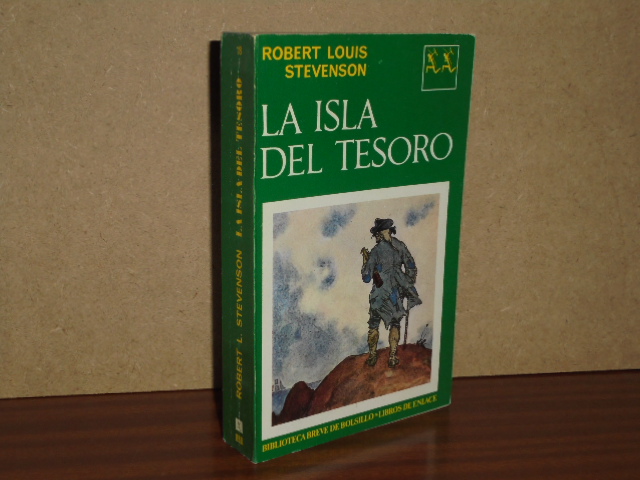 ROBERT LOUIS
STEVENSON
LA ISLA
DEL TESORO
BIBLIOTECA BREVE DE BOLSILLO • LIBROS DE ENLACE
ROBERT L. STEVENSON LA ISLA DEL TESORO